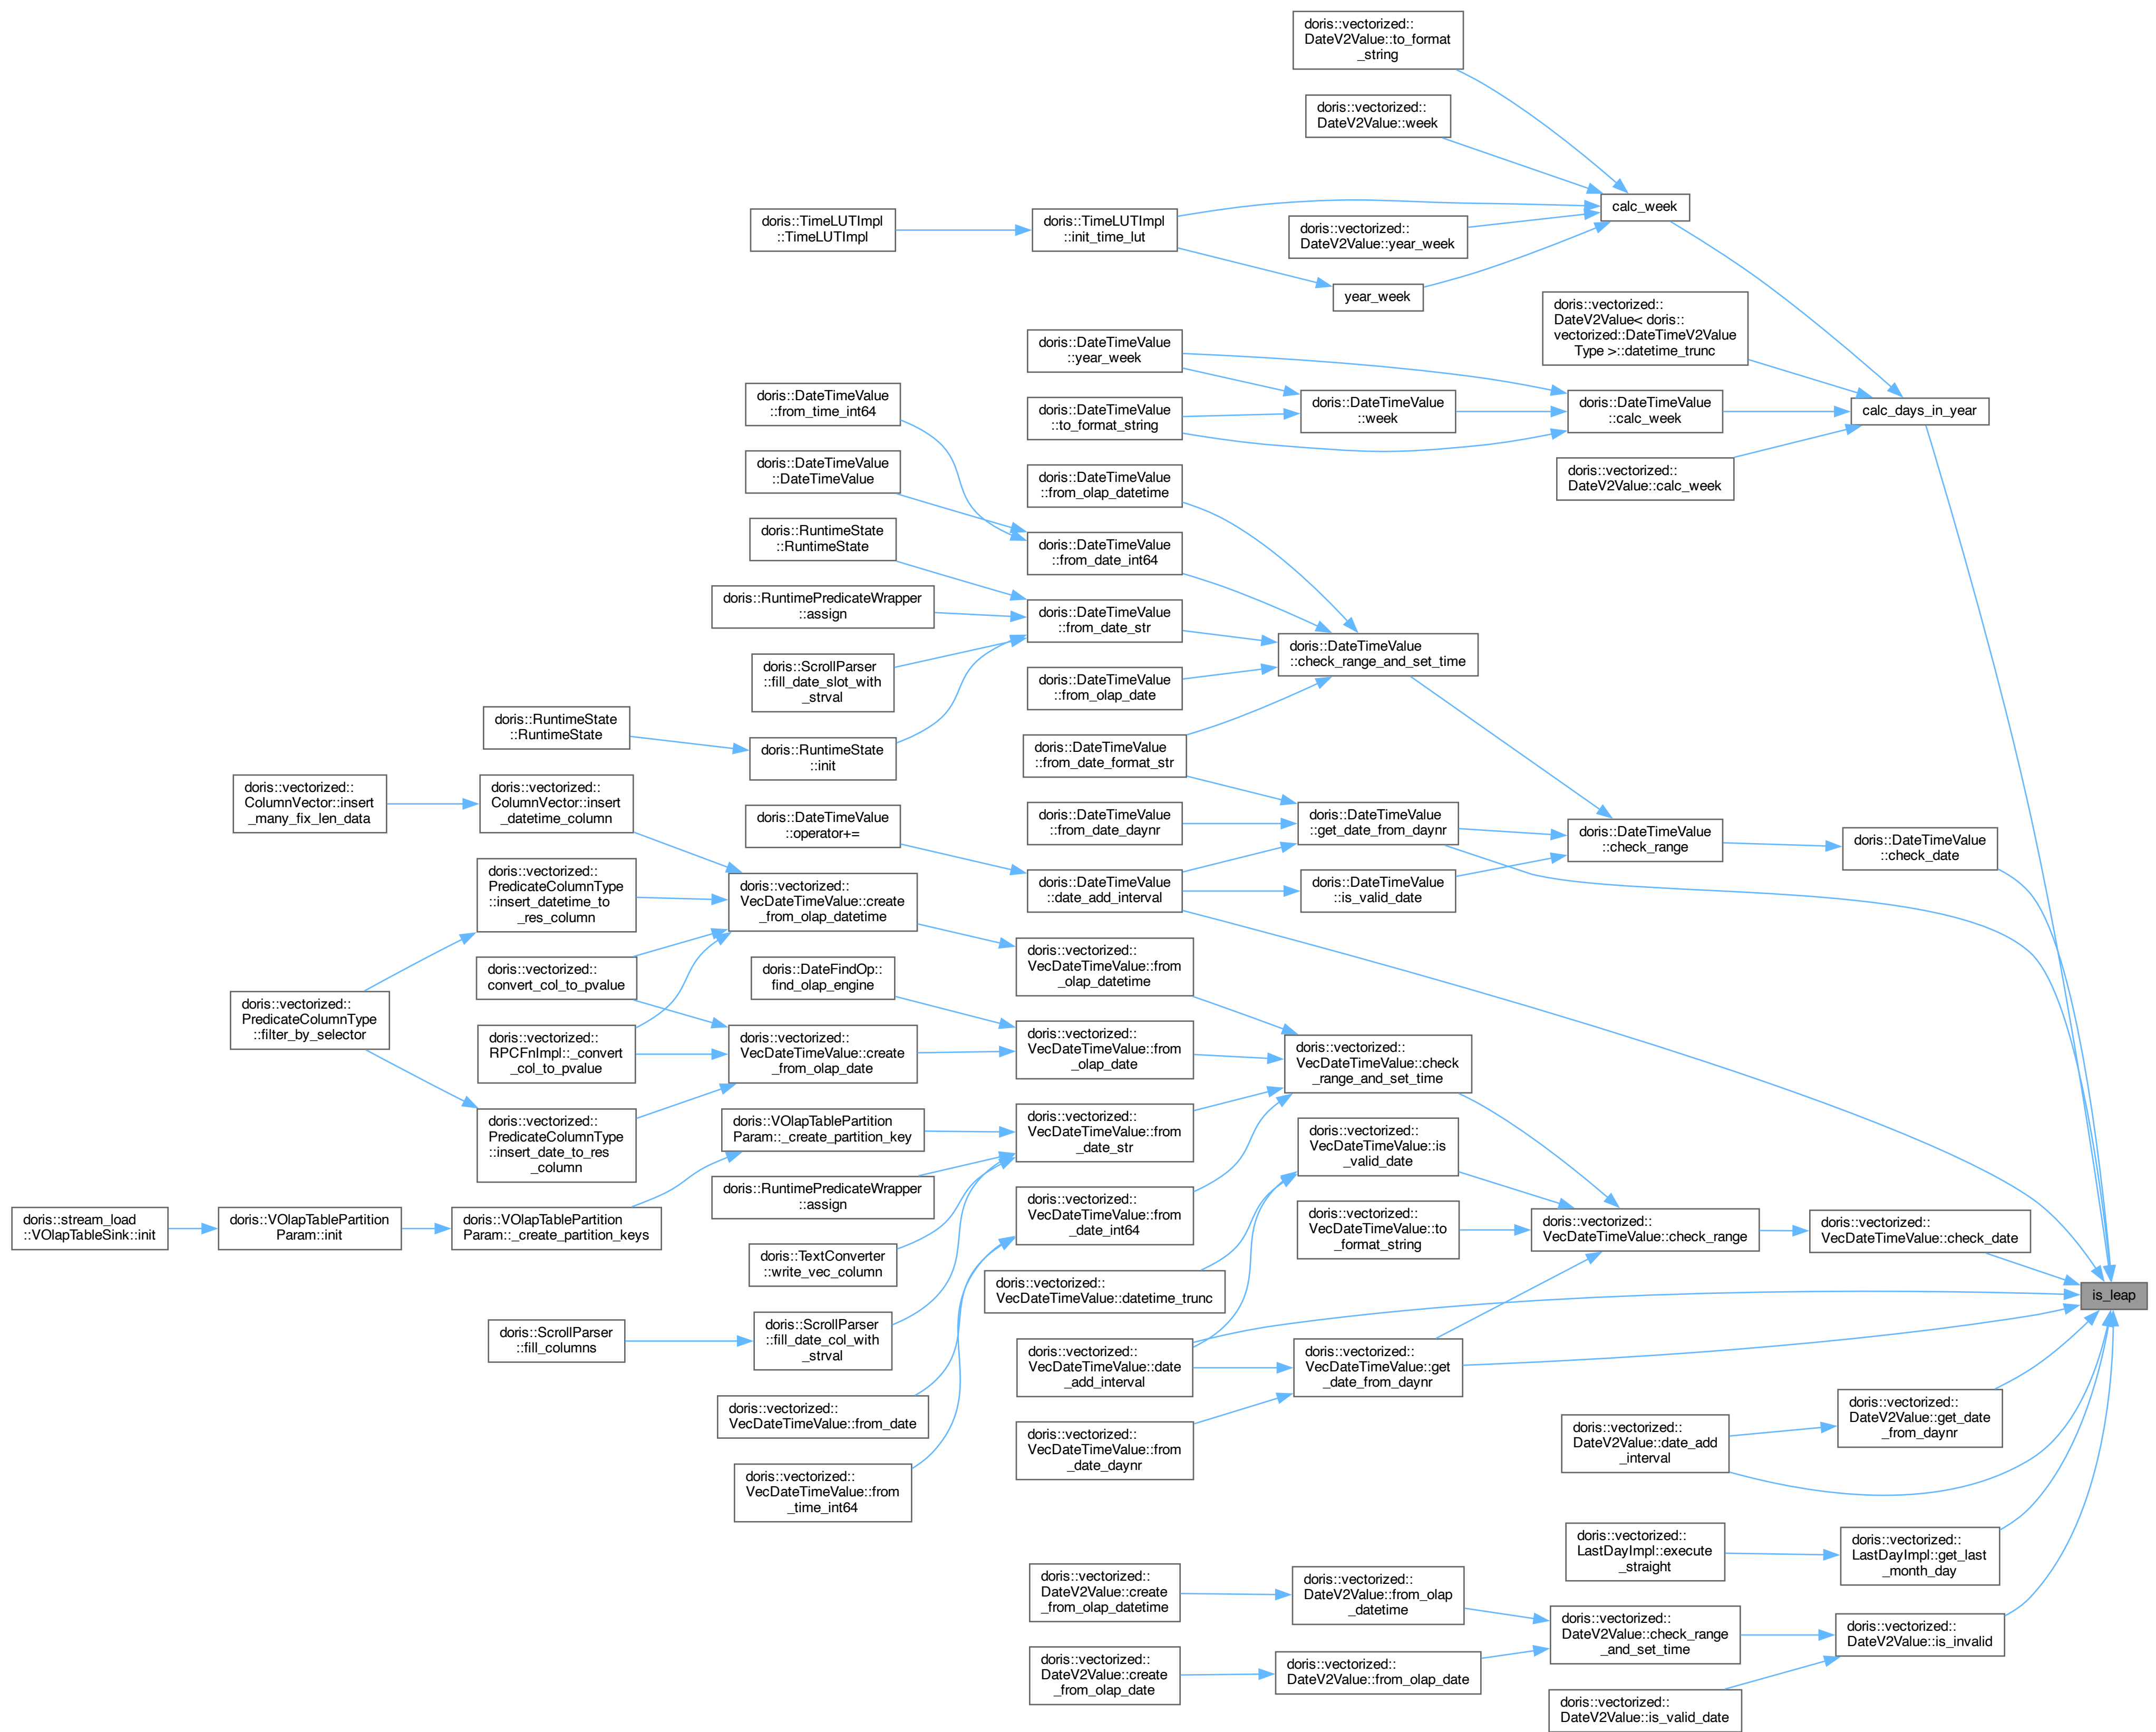 doris::vectorized::
DateV2Value::to_format
_string
doris::vectorized::
DateV2Value::week
calc_week
doris::TimeLUTImpl
::TimeLUTImpl
doris::TimeLUTImpl
::init_time_lut
doris::vectorized::
DateV2Value::year_week
year_week
doris::vectorized::
DateV2Value< doris::
vectorized::DateTimeV2Value
Type >::datetime_trunc
doris::DateTimeValue
::year_week
doris::DateTimeValue
::from_time_int64
doris::DateTimeValue
::to_format_string
doris::DateTimeValue
::week
doris::DateTimeValue
::calc_week
calc_days_in_year
doris::DateTimeValue
::DateTimeValue
doris::DateTimeValue
::from_olap_datetime
doris::vectorized::
DateV2Value::calc_week
doris::RuntimeState
::RuntimeState
doris::DateTimeValue
::from_date_int64
doris::RuntimePredicateWrapper
::assign
doris::DateTimeValue
::from_date_str
doris::DateTimeValue
::check_range_and_set_time
doris::ScrollParser
::fill_date_slot_with
_strval
doris::DateTimeValue
::from_olap_date
doris::RuntimeState
::RuntimeState
doris::RuntimeState
::init
doris::DateTimeValue
::from_date_format_str
doris::vectorized::
ColumnVector::insert
_many_fix_len_data
doris::vectorized::
ColumnVector::insert
_datetime_column
doris::DateTimeValue
::operator+=
doris::DateTimeValue
::from_date_daynr
doris::DateTimeValue
::get_date_from_daynr
doris::DateTimeValue
::check_range
doris::DateTimeValue
::check_date
doris::vectorized::
PredicateColumnType
::insert_datetime_to
_res_column
doris::vectorized::
VecDateTimeValue::create
_from_olap_datetime
doris::DateTimeValue
::date_add_interval
doris::DateTimeValue
::is_valid_date
doris::vectorized::
convert_col_to_pvalue
doris::DateFindOp::
find_olap_engine
doris::vectorized::
VecDateTimeValue::from
_olap_datetime
doris::vectorized::
PredicateColumnType
::filter_by_selector
doris::vectorized::
RPCFnImpl::_convert
_col_to_pvalue
doris::vectorized::
VecDateTimeValue::create
_from_olap_date
doris::vectorized::
VecDateTimeValue::from
_olap_date
doris::vectorized::
VecDateTimeValue::check
_range_and_set_time
doris::vectorized::
PredicateColumnType
::insert_date_to_res
_column
doris::VOlapTablePartition
Param::_create_partition_key
doris::vectorized::
VecDateTimeValue::from
_date_str
doris::vectorized::
VecDateTimeValue::is
_valid_date
doris::RuntimePredicateWrapper
::assign
doris::stream_load
::VOlapTableSink::init
doris::VOlapTablePartition
Param::init
doris::VOlapTablePartition
Param::_create_partition_keys
doris::vectorized::
VecDateTimeValue::from
_date_int64
doris::vectorized::
VecDateTimeValue::to
_format_string
doris::vectorized::
VecDateTimeValue::check_range
doris::vectorized::
VecDateTimeValue::check_date
doris::TextConverter
::write_vec_column
doris::vectorized::
VecDateTimeValue::datetime_trunc
is_leap
doris::ScrollParser
::fill_columns
doris::ScrollParser
::fill_date_col_with
_strval
doris::vectorized::
VecDateTimeValue::date
_add_interval
doris::vectorized::
VecDateTimeValue::get
_date_from_daynr
doris::vectorized::
VecDateTimeValue::from_date
doris::vectorized::
VecDateTimeValue::from
_date_daynr
doris::vectorized::
DateV2Value::date_add
_interval
doris::vectorized::
DateV2Value::get_date
_from_daynr
doris::vectorized::
VecDateTimeValue::from
_time_int64
doris::vectorized::
LastDayImpl::execute
_straight
doris::vectorized::
LastDayImpl::get_last
_month_day
doris::vectorized::
DateV2Value::create
_from_olap_datetime
doris::vectorized::
DateV2Value::from_olap
_datetime
doris::vectorized::
DateV2Value::check_range
_and_set_time
doris::vectorized::
DateV2Value::is_invalid
doris::vectorized::
DateV2Value::create
_from_olap_date
doris::vectorized::
DateV2Value::from_olap_date
doris::vectorized::
DateV2Value::is_valid_date